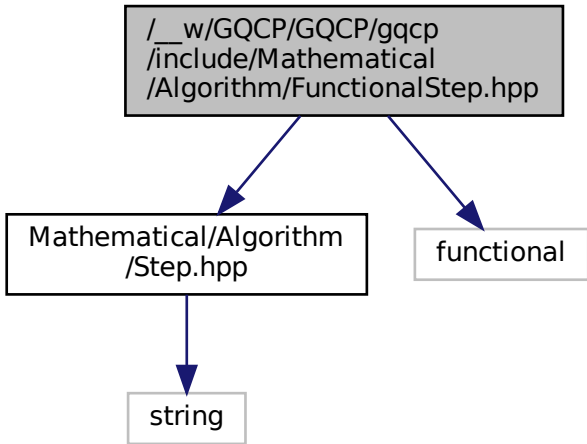 /__w/GQCP/GQCP/gqcp
/include/Mathematical
/Algorithm/FunctionalStep.hpp
Mathematical/Algorithm
/Step.hpp
functional
string